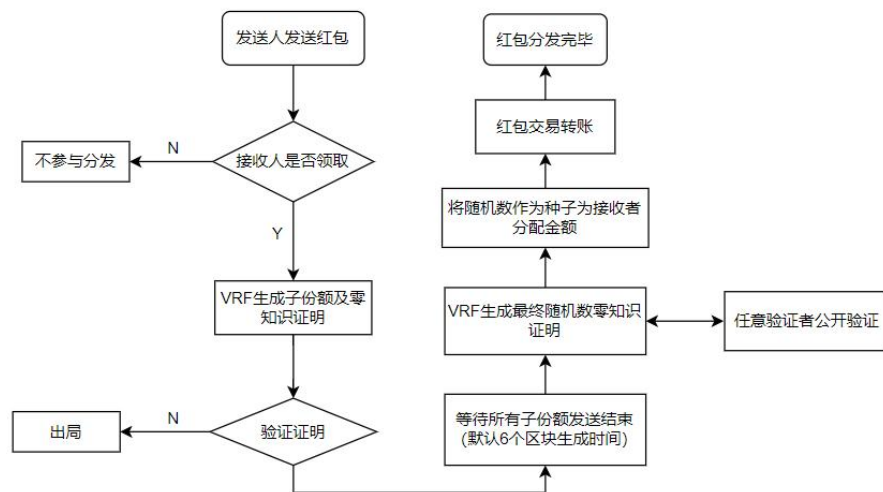 发送人发送红包
接收人是否领取
N
不参与分发
Y
VRF生成子份额及零
知识证明
验证证明
N
出局
等待所有子份额发送结束
(默认6个区块生成时间)
VRF生成最终随机数零知识
证明
任意验证者公开验证
将随机数作为种子为接收者
分配金额
红包交易转账
红包分发完毕